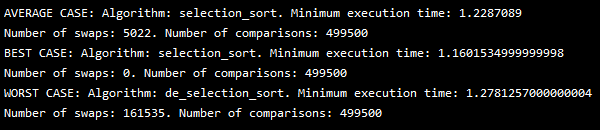 AVERAGE CASE: Algorithm: selection_sort. Minimum execution time: 1.2287089
Number of swaps: 5022. Number of comparisons: 499500
BEST CASE: Algorithm: selection_sort. Minimum execution time: 1.1601534999999998
Number of swaps: 0. Number of comparisons: 499500
WORST CASE: Algorithm: de_selection_sort. Minimum execution time: 1.2781257000000004
Number of swaps: 161535. Number of comparisons: 499500